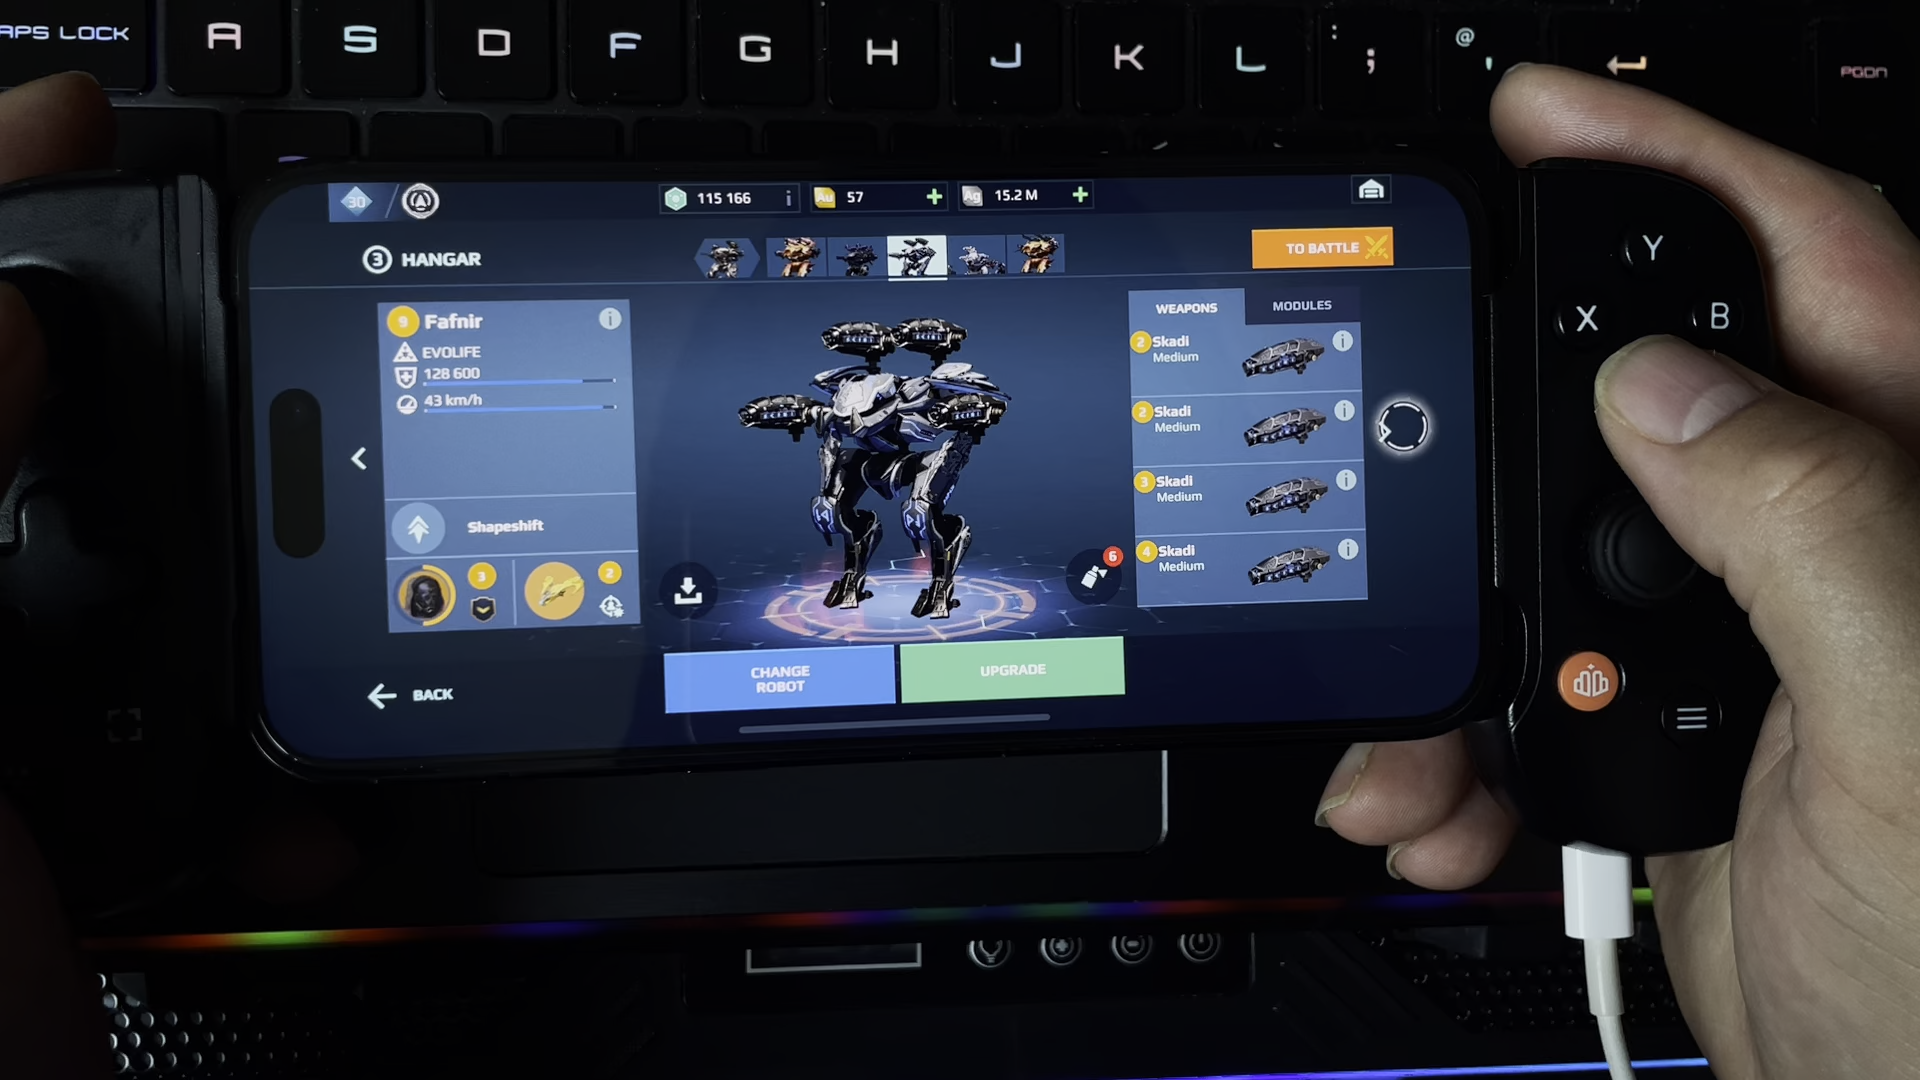 APS LOCK
A
S
D
F
G
H
J
K
L
:
;
@
'
PGDN
30
115 166
i
Au
57
+
Ag
15.2 M
+
3
HANGAR
TO BATTLE
9
Fafnir
i
EVOLIFE
128 600
43 km/h
Shapeshift
3
2
WEAPONS
MODULES
2
Skadi
Medium
i
2
Skadi
Medium
i
3
Skadi
Medium
i
4
Skadi
Medium
i
6
BACK
CHANGE
ROBOT
UPGRADE
Y
X
B